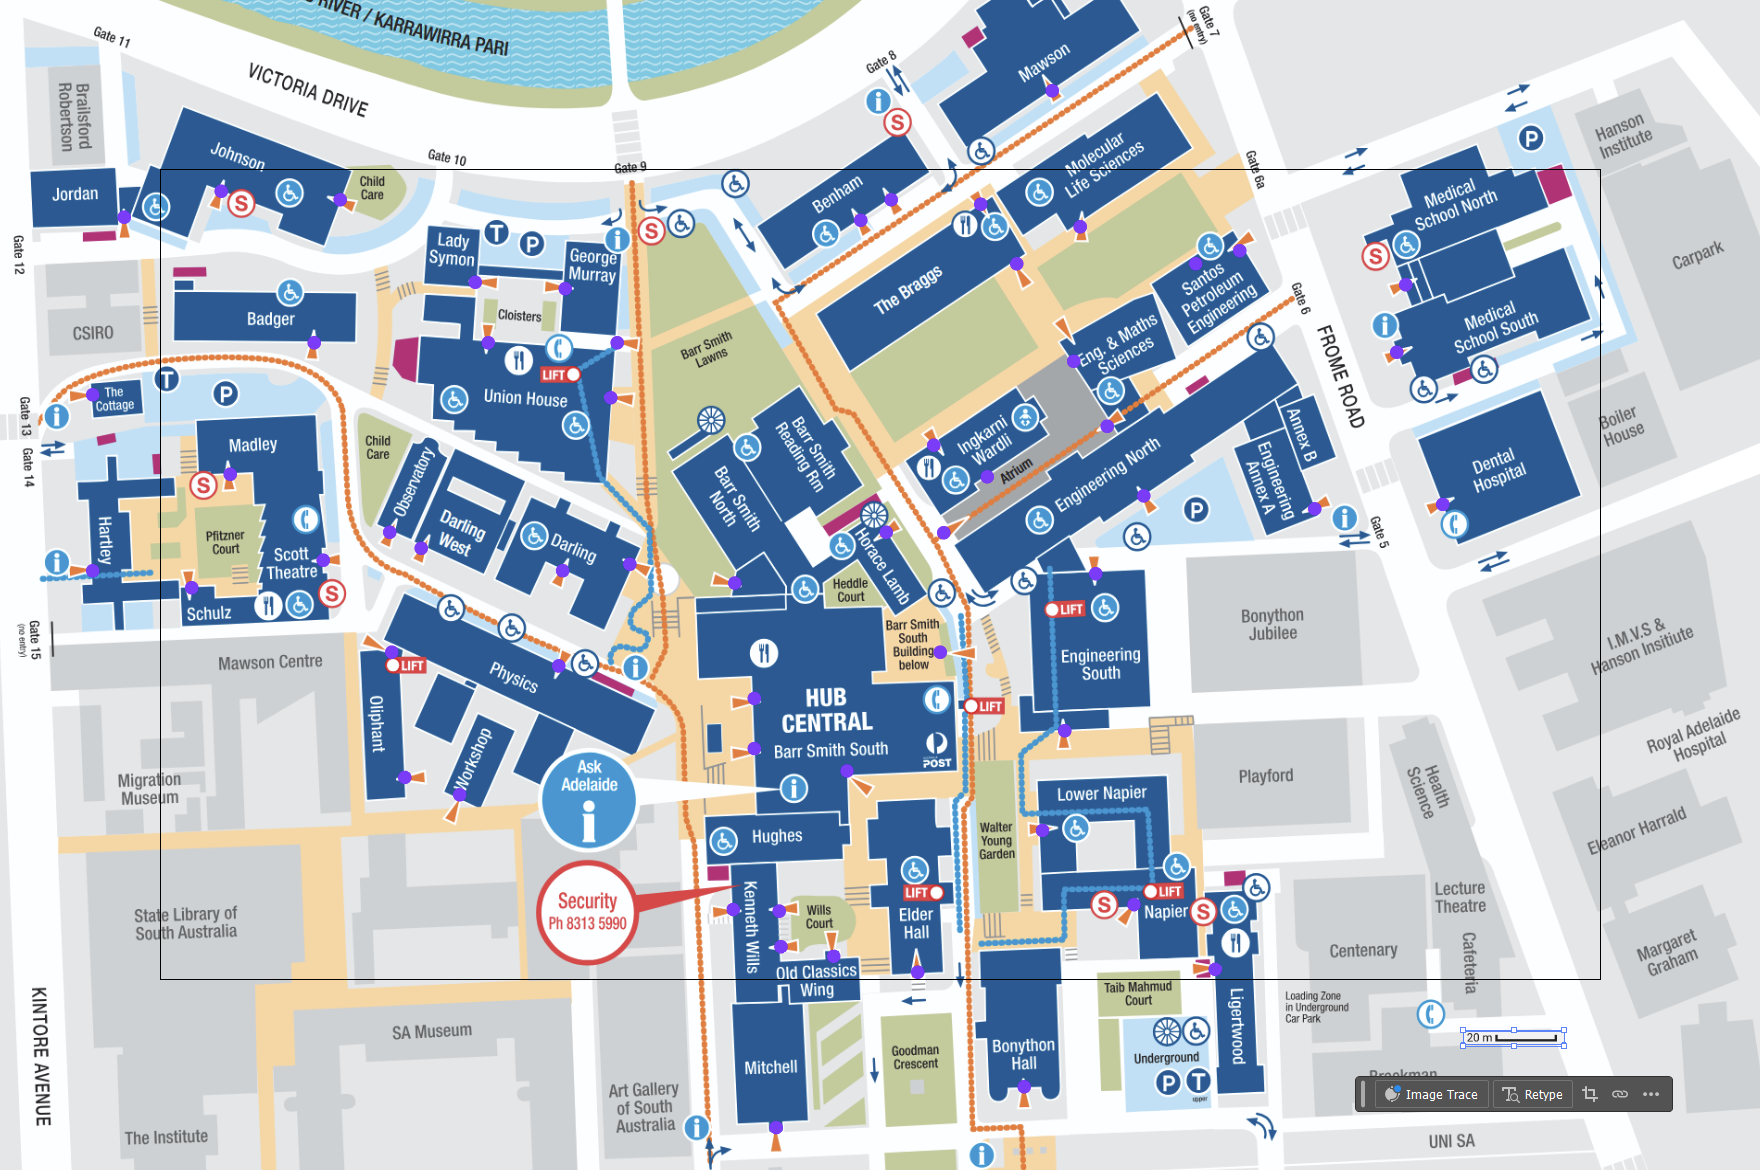 RIVER / KARRAWIRRA PARI
Gate 11
VICTORIA DRIVE
Gate 8
Gate 7
(no entry)
Mawson
Brailsford
Robertson
Johnson
Gate 10
Gate 9
Jordan
Child
Care
Benham
Molecular
Life Sciences
Gate 6a
P
Hanson
Institute
Medical
School North
Carpark
S
S
S
S
Gate 12
Lady
Symon
T
P
George
Murray
The Braggs
Santos
Petroleum
Engineering
Gate 6
CSIRO
Badger
Cloisters
Barr Smith
Lawns
Eng. & Maths
Sciences
FROME ROAD
Medical
School South
The
Cottage
T
P
LIFT
Union House
Gate 13
Gate 14
Madley
S
Child
Care
Observatory
Barr Smith
Reading Rm
Barr Smith
North
Ingkarni
Wardli
Atrium
Engineering North
Annex B
Engineering
Annex A
Boiler
House
Dental
Hospital
P
Gate 5
Hartley
Pfitzner
Court
Scott
Theatre
S
Schulz
Darling
West
Darling
Horace Lamb
Heddle
Court
Gate 15
(no entry)
Mawson Centre
LIFT
Physics
Oliphant
Workshop
Barr Smith
South
Building
below
LIFT
Engineering
South
LIFT
Bonython
Jubilee
I.M.V.S &
Hanson Insitiute
Royal Adelaide
Hospital
HUB
CENTRAL
Barr Smith South
POST
Migration
Museum
Ask
Adelaide
i
Hughes
Lower Napier
Playford
Health
Science
Eleanor Harrald
Walter
Young
Garden
Security
Ph 8313 5990
Kenneth Wills
Wills
Court
LIFT
Elder
Hall
LIFT
S
Napier
S
Lecture
Theatre
State Library of
South Australia
Old Classics
Wing
Centenary
Cafeteria
Margaret
Graham
Taib Mahmud
Court
Ligertwood
Loading Zone
in Underground
Car Park
KINTORE AVENUE
SA Museum
Mitchell
Goodman
Crescent
Bonython
Hall
Underground
P
T
upper
20 m
Art Gallery
of South
Australia
Brookman
Image Trace
Retype
The Institute
UNI SA